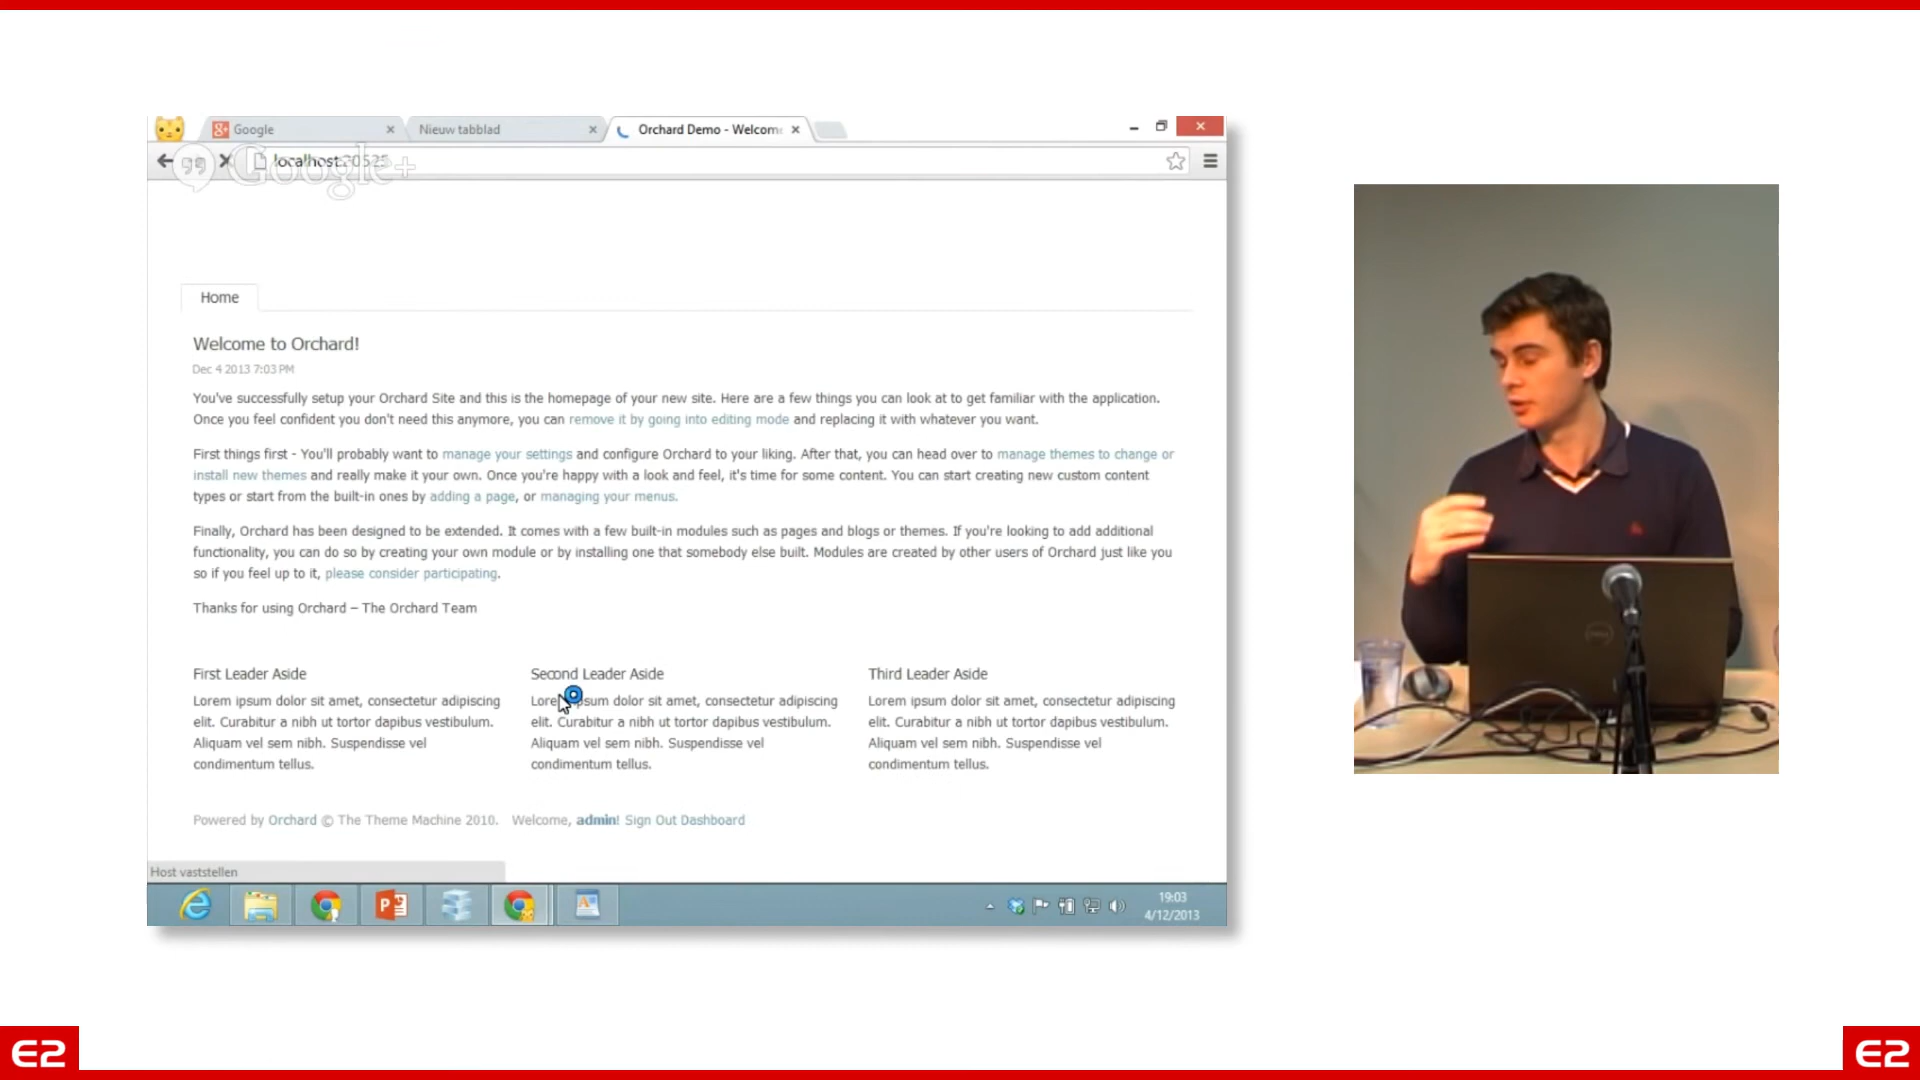 Google
Nieuw tabblad
Orchard Demo - Welcom
localhost:20525
Google+
Home
Welcome to Orchard!
Dec 4 2013 7:03 PM
You've successfully setup your Orchard Site and this is the homepage of your new site. Here are a few things you can look at to get familiar with the application.
Once you feel confident you don't need this anymore, you can remove it by going into editing mode and replacing it with whatever you want.
First things first - You'll probably want to manage your settings and configure Orchard to your liking. After that, you can head over to manage themes to change or
install new themes and really make it your own. Once you're happy with a look and feel, it's time for some content. You can start creating new custom content
types or start from the built-in ones by adding a page, or managing your menus.
Finally, Orchard has been designed to be extended. It comes with a few built-in modules such as pages and blogs or themes. If you're looking to add additional
functionality, you can do so by creating your own module or by installing one that somebody else built. Modules are created by other users of Orchard just like you
so if you feel up to it, please consider participating.
Thanks for using Orchard – The Orchard Team
First Leader Aside
Lorem ipsum dolor sit amet, consectetur adipiscing
elit. Curabitur a nibh ut tortor dapibus vestibulum.
Aliquam vel sem nibh. Suspendisse vel
condimentum tellus.
Second Leader Aside
Lorem ipsum dolor sit amet, consectetur adipiscing
elit. Curabitur a nibh ut tortor dapibus vestibulum.
Aliquam vel sem nibh. Suspendisse vel
condimentum tellus.
Third Leader Aside
Lorem ipsum dolor sit amet, consectetur adipiscing
elit. Curabitur a nibh ut tortor dapibus vestibulum.
Aliquam vel sem nibh. Suspendisse vel
condimentum tellus.
Powered by Orchard © The Theme Machine 2010. Welcome, admin! Sign Out Dashboard
Host vaststellen
19:03
4/12/2013
DELL
E2
E2